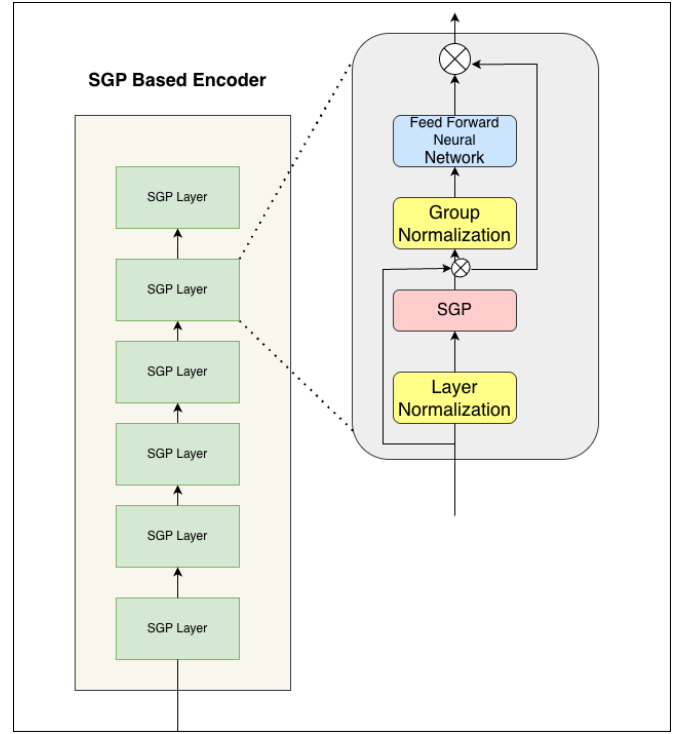 SGP Based Encoder
SGP Layer
SGP Layer
SGP Layer
SGP Layer
SGP Layer
SGP Layer
Feed Forward
Neural
Network
Group
Normalization
SGP
Layer
Normalization